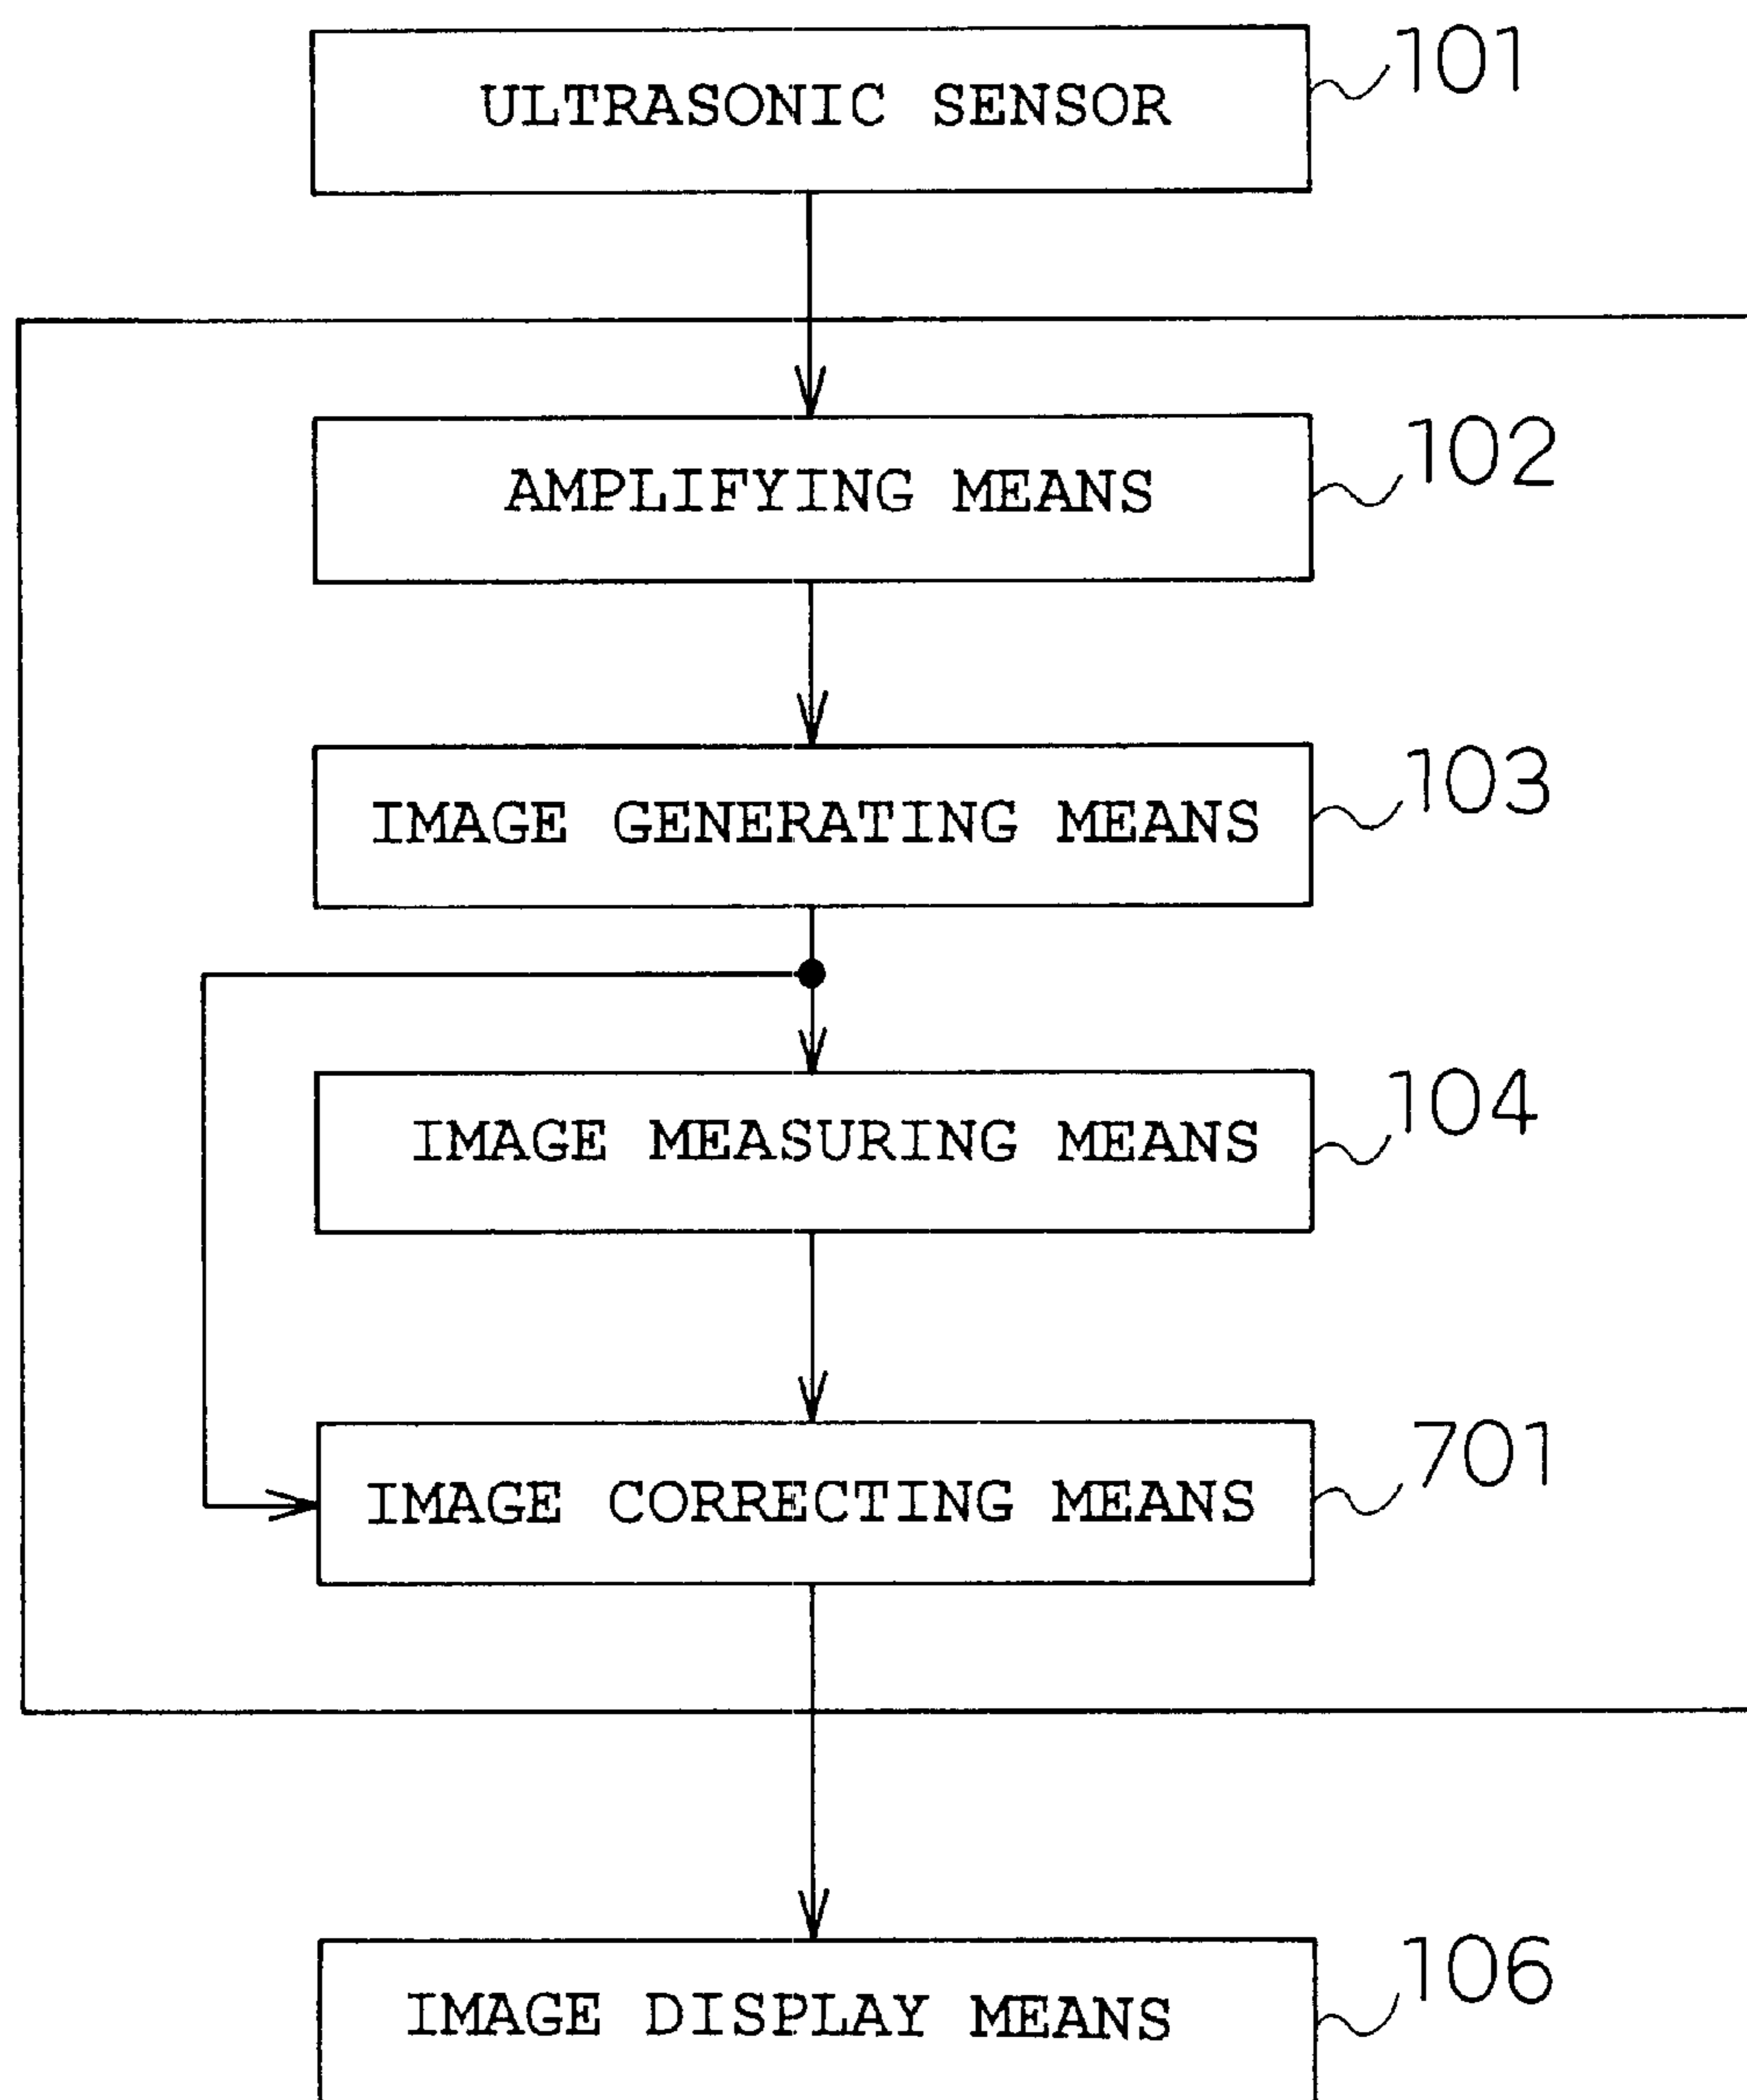 ULTRASONIC SENSOR 101
AMPLIFYING MEANS 102
IMAGE GENERATING MEANS 103
IMAGE MEASURING MEANS 104
IMAGE CORRECTING MEANS 701
IMAGE DISPLAY MEANS 106